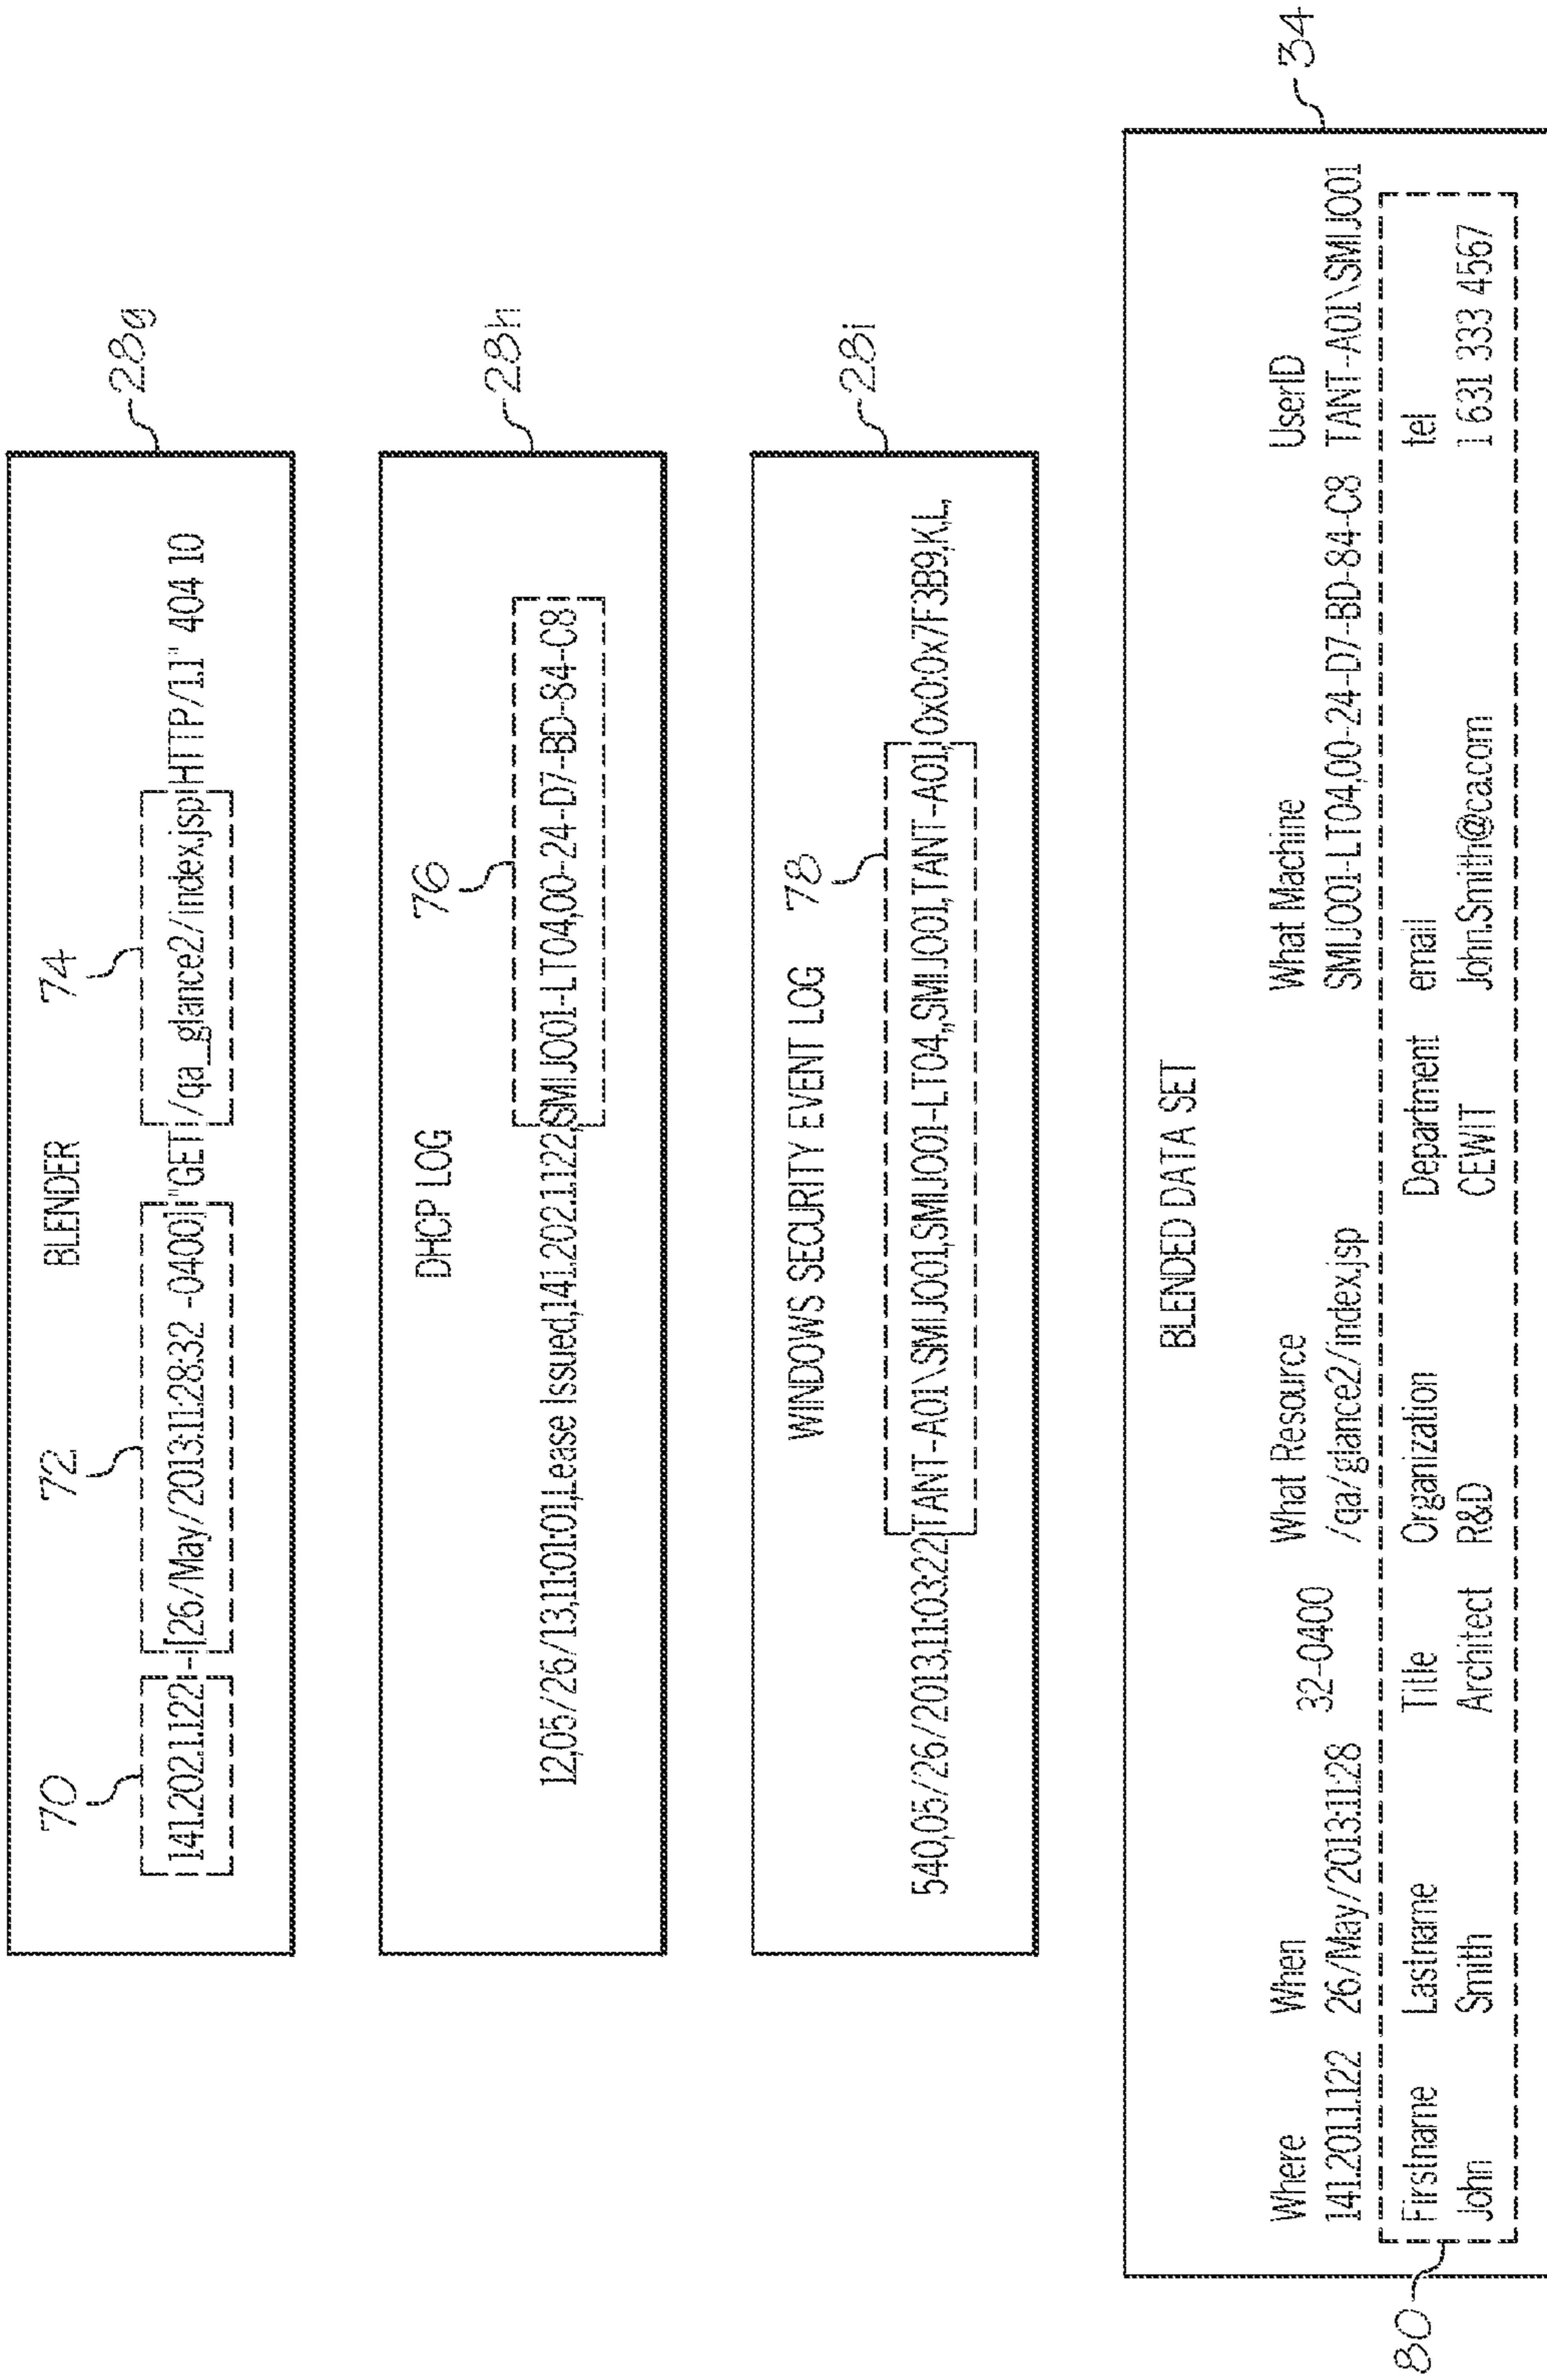 BLENDER
70
72
74
28g
141.202.1.122 - [26/May/2013:11:28:32 -0400] "GET /qa_glance2/index.jsp HTTP/1.1" 404 10
DHCP LOG
76
28h
12,05/26/13,11:01:01,Lease Issued,141.202.1.122,SMIJO01-LT04,00-24-D7-BD-84-C8
WINDOWS SECURITY EVENT LOG
78
28i
540,05/26/2013,11:03:22,TANT-A01\SMIJO01,SMIJO01-LT04,,SMIJO01,TANT-A01,0x0:0x7F3B9,K,L,
BLENDED DATA SET
34
Where When What Resource What Machine UserID
141.201.1.122 26/May/2013:11:28 32-0400 /qa/glance2/index.jsp SMIJO01-LT04,00-24-D7-BD-84-C8 TANT-A01\SMIJO01
80
Firstname Lastname Title Organization Department email tel
John Smith Architect R&D CEWIT John.Smith@ca.com 1 631 333 4567